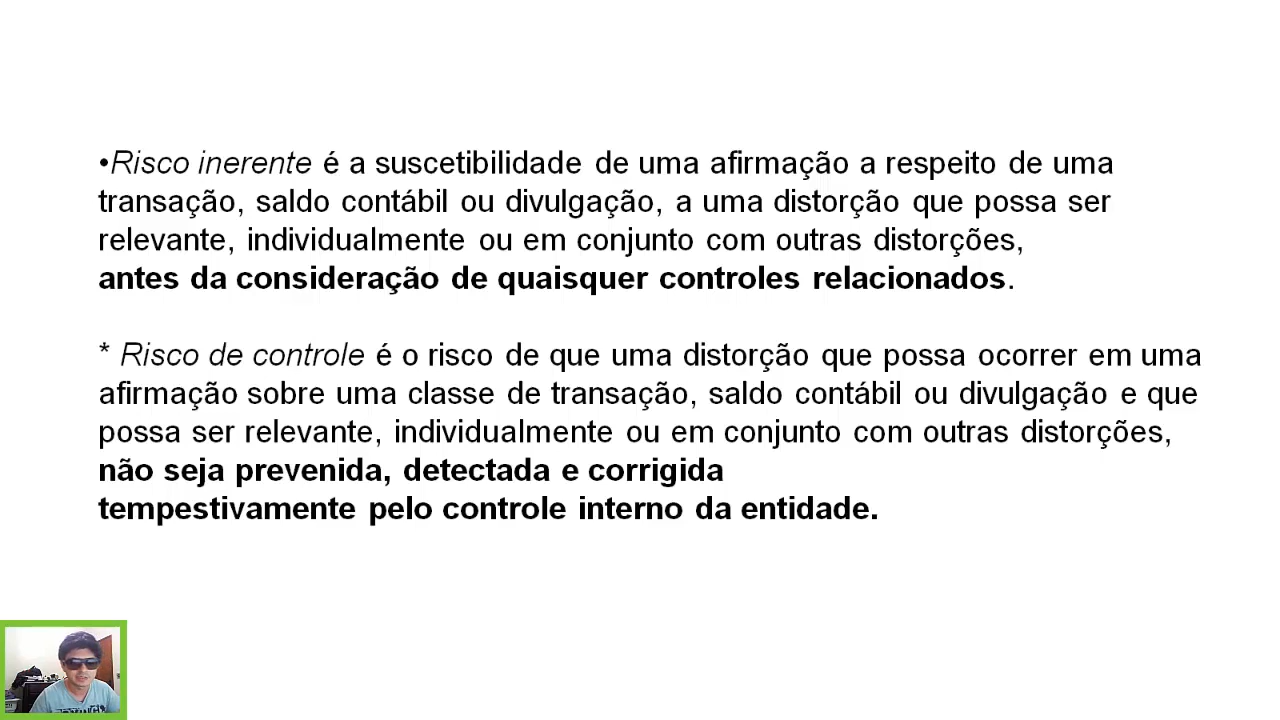 •Risco inerente é a suscetibilidade de uma afirmação a respeito de uma
transação, saldo contábil ou divulgação, a uma distorção que possa ser
relevante, individualmente ou em conjunto com outras distorções,
antes da consideração de quaisquer controles relacionados.
* Risco de controle é o risco de que uma distorção que possa ocorrer em uma
afirmação sobre uma classe de transação, saldo contábil ou divulgação e que
possa ser relevante, individualmente ou em conjunto com outras distorções,
não seja prevenida, detectada e corrigida
tempestivamente pelo controle interno da entidade.